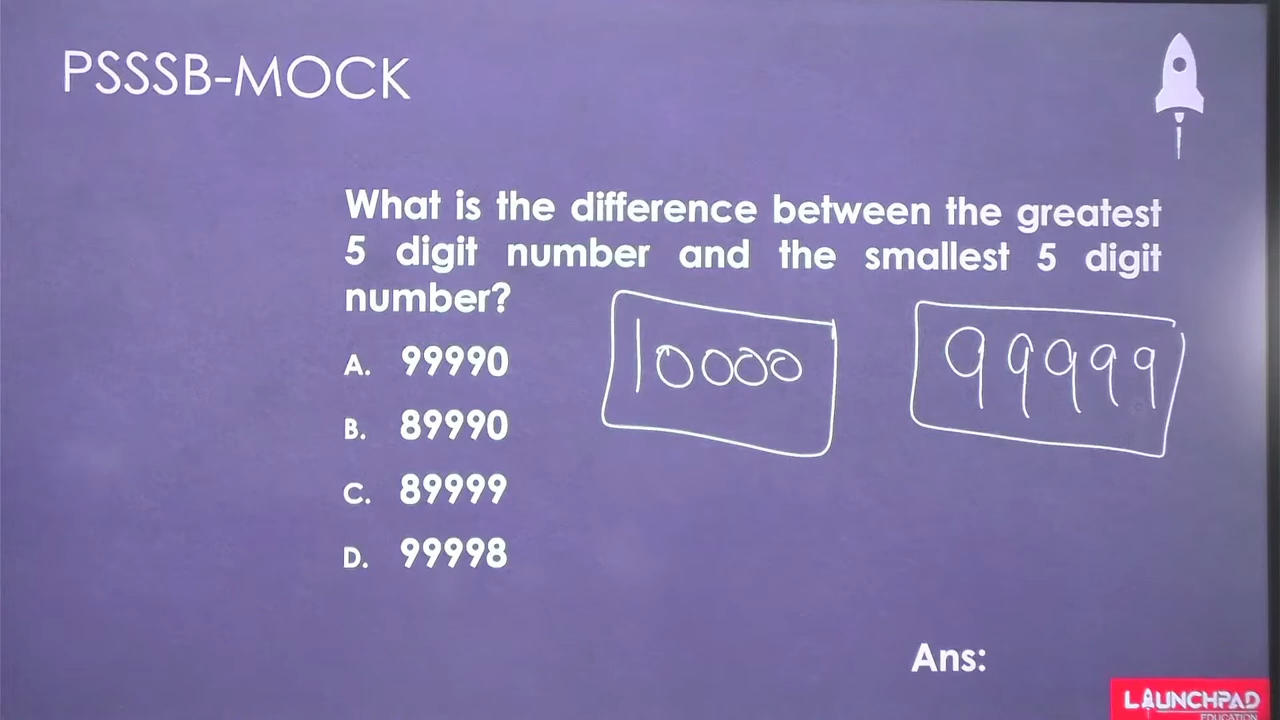 PSSSB-MOCK
What is the difference between the greatest
5 digit number and the smallest 5 digit
number?
10000
99999
A. 99990
B. 89990
C. 89999
D. 99998
Ans:
LAUNCHPAD
EDUCATION